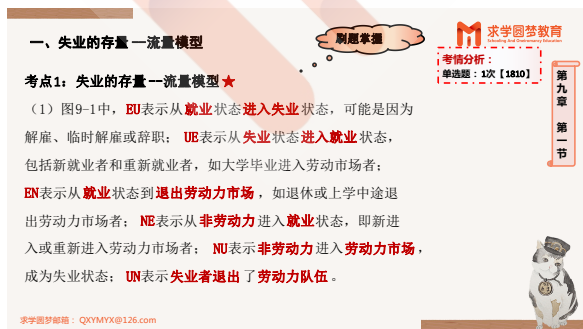 一、失业的存量 —流量模型
刷题掌握
求学圆梦教育
Schooling And Dreamaway Education
考情分析：
单选题：1次【1810】
第九章 第一节
考点1：失业的存量 --流量模型★
（1）图9-1中，EU表示从就业状态进入失业状态，可能是因为
解雇、临时解雇或辞职； UE表示从失业状态进入就业状态，
包括新就业者和重新就业者，如大学毕业进入劳动市场者；
EN表示从就业状态到退出劳动力市场 ，如退休或上学中途退
出劳动力市场者； NE表示从非劳动力进入就业状态，即新进
入或重新进入劳动力市场者； NU表示非劳动力进入劳动力市场，
成为失业状态； UN表示失业者退出了劳动力队伍。
求学圆梦邮箱： QXYMYX@126.com